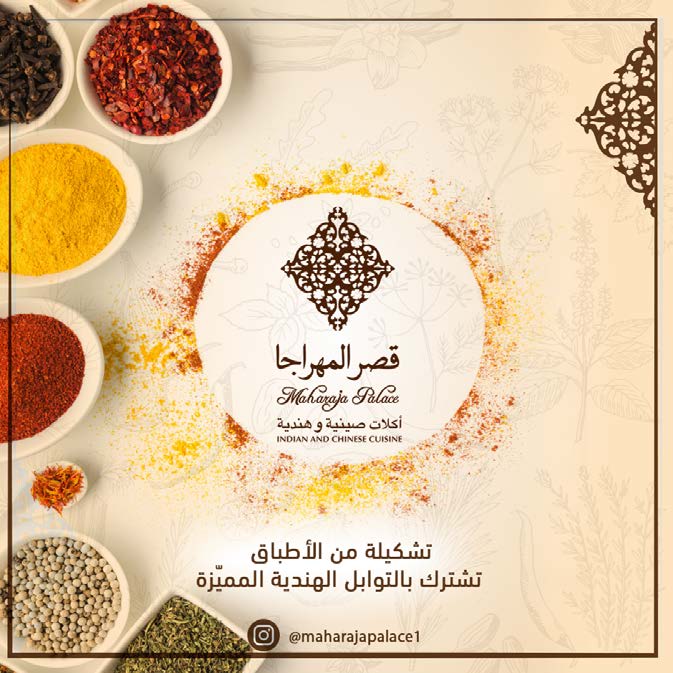 قصر المهراجا
Maharaja Palace
أكلات صينية و هندية
INDIAN AND CHINESE CUISINE
تشكيلة من الأطباق
تشترك بالتوابل الهندية المميّزة
@maharajapalace1